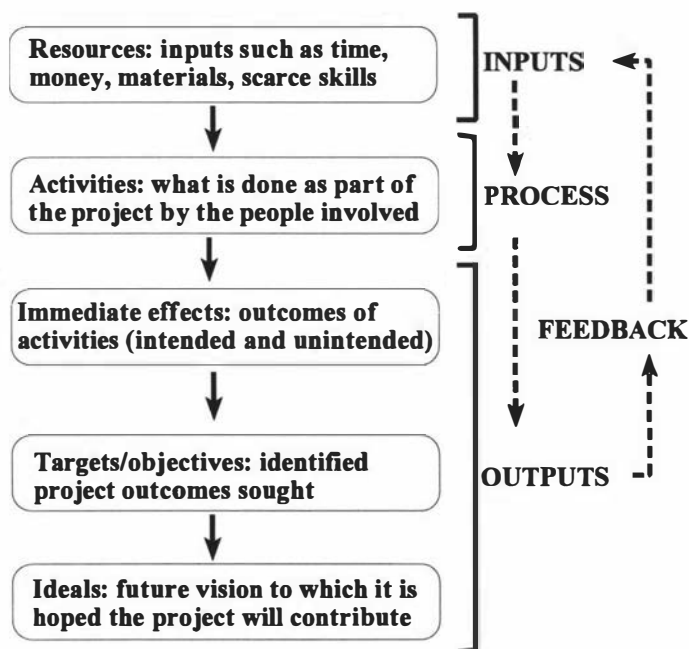 Resources: inputs such as time,
money, materials, scarce skills
INPUTS
Activities: what is done as part of
the project by the people involved
PROCESS
Immediate effects: outcomes of
activities (intended and unintended)
FEEDBACK
Targets/objectives: identified
project outcomes sought
OUTPUTS
Ideals: future vision to which it is
hoped the project will contribute